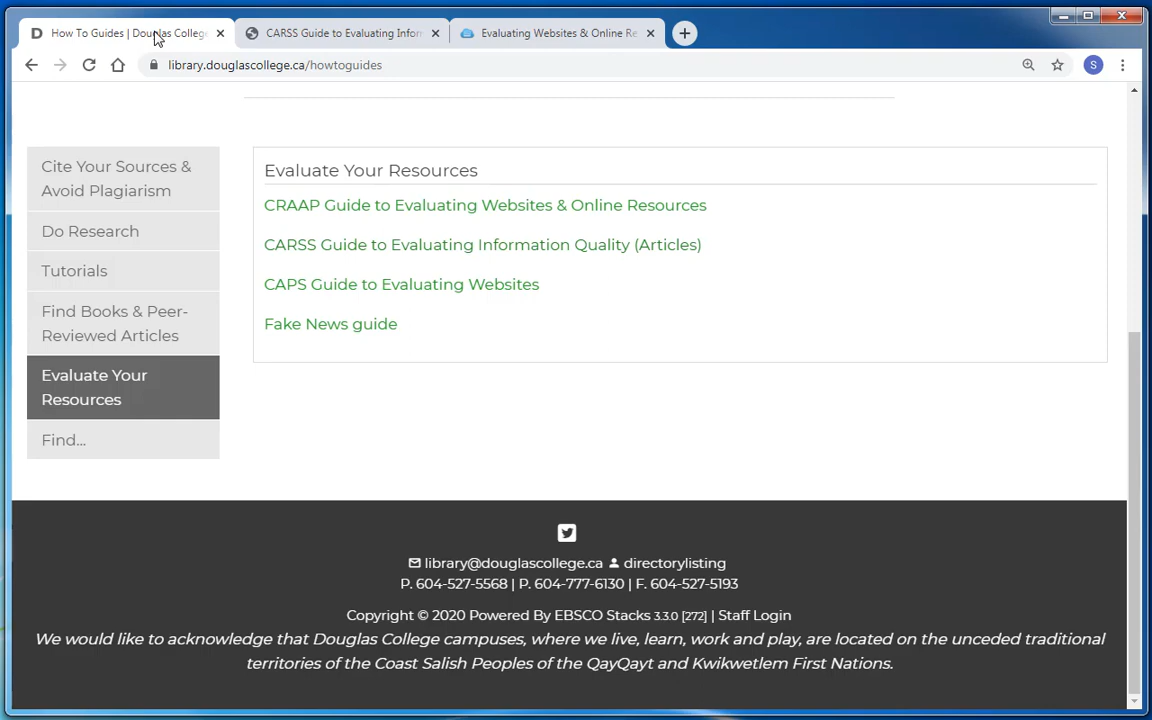 How To Guides | Douglas College
CARSS Guide to Evaluating Infor
Evaluating Websites & Online Re
library.douglascollege.ca/howtoguides
S
Cite Your Sources &
Avoid Plagiarism
Do Research
Tutorials
Find Books & Peer-
Reviewed Articles
Evaluate Your
Resources
Find...
Evaluate Your Resources
CRAAP Guide to Evaluating Websites & Online Resources
CARSS Guide to Evaluating Information Quality (Articles)
CAPS Guide to Evaluating Websites
Fake News guide
library@douglascollege.ca directorylisting
P. 604-527-5568 | P. 604-777-6130 | F. 604-527-5193
Copyright © 2020 Powered By EBSCO Stacks 3.3.0 [272] | Staff Login
We would like to acknowledge that Douglas College campuses, where we live, learn, work and play, are located on the unceded traditional
territories of the Coast Salish Peoples of the QayQayt and Kwikwetlem First Nations.